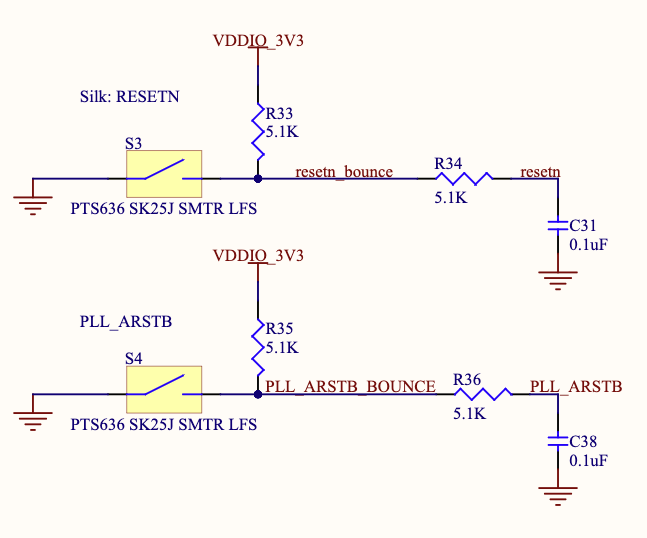 VDDIO_3V3
Silk: RESETN
R33
5.1K
S3
resetn_bounce
R34
resetn
5.1K
PTS636 SK25J SMTR LFS
C31
0.1uF
VDDIO_3V3
PLL_ARSTB
R35
5.1K
S4
PLL_ARSTB_BOUNCE
R36
PLL_ARSTB
5.1K
PTS636 SK25J SMTR LFS
C38
0.1uF